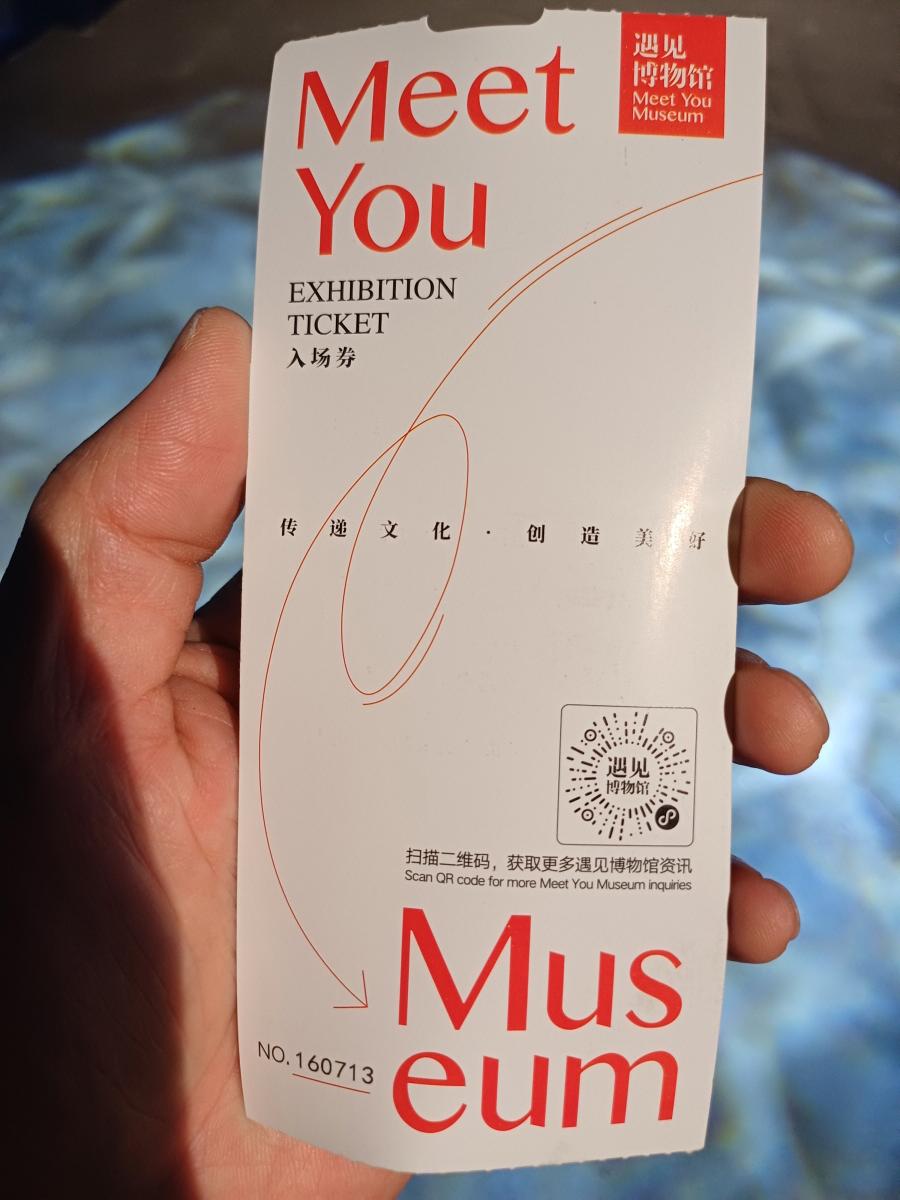 Meet
You
遇见
博物馆
Meet You
Museum
EXHIBITION
TICKET
入场券
传递文化·创造美好
遇见
博物馆
扫描二维码，获取更多遇见博物馆资讯
Scan QR code for more Meet You Museum inquiries
Mus
eum
NO.160713